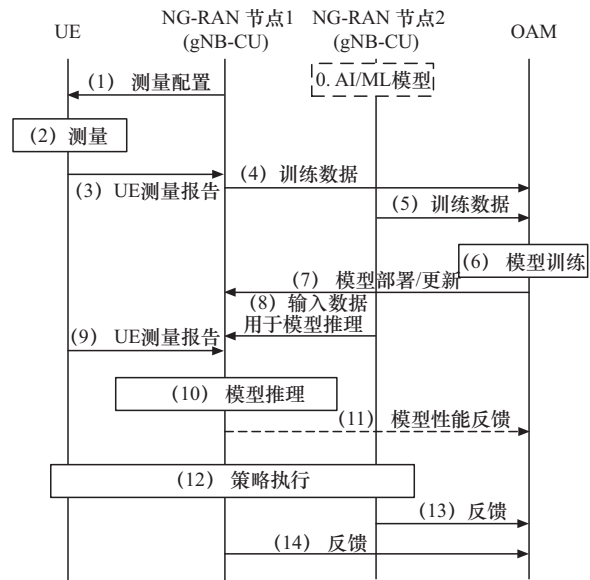 UE
NG-RAN 节点1
(gNB-CU)
NG-RAN 节点2
(gNB-CU)
OAM
0. AI/ML模型
(1) 测量配置
(2) 测量
(3) UE测量报告
(4) 训练数据
(5) 训练数据
(6) 模型训练
(7) 模型部署/更新
(8) 输入数据
用于模型推理
(9) UE测量报告
(10) 模型推理
(11) 模型性能反馈
(12) 策略执行
(13) 反馈
(14) 反馈